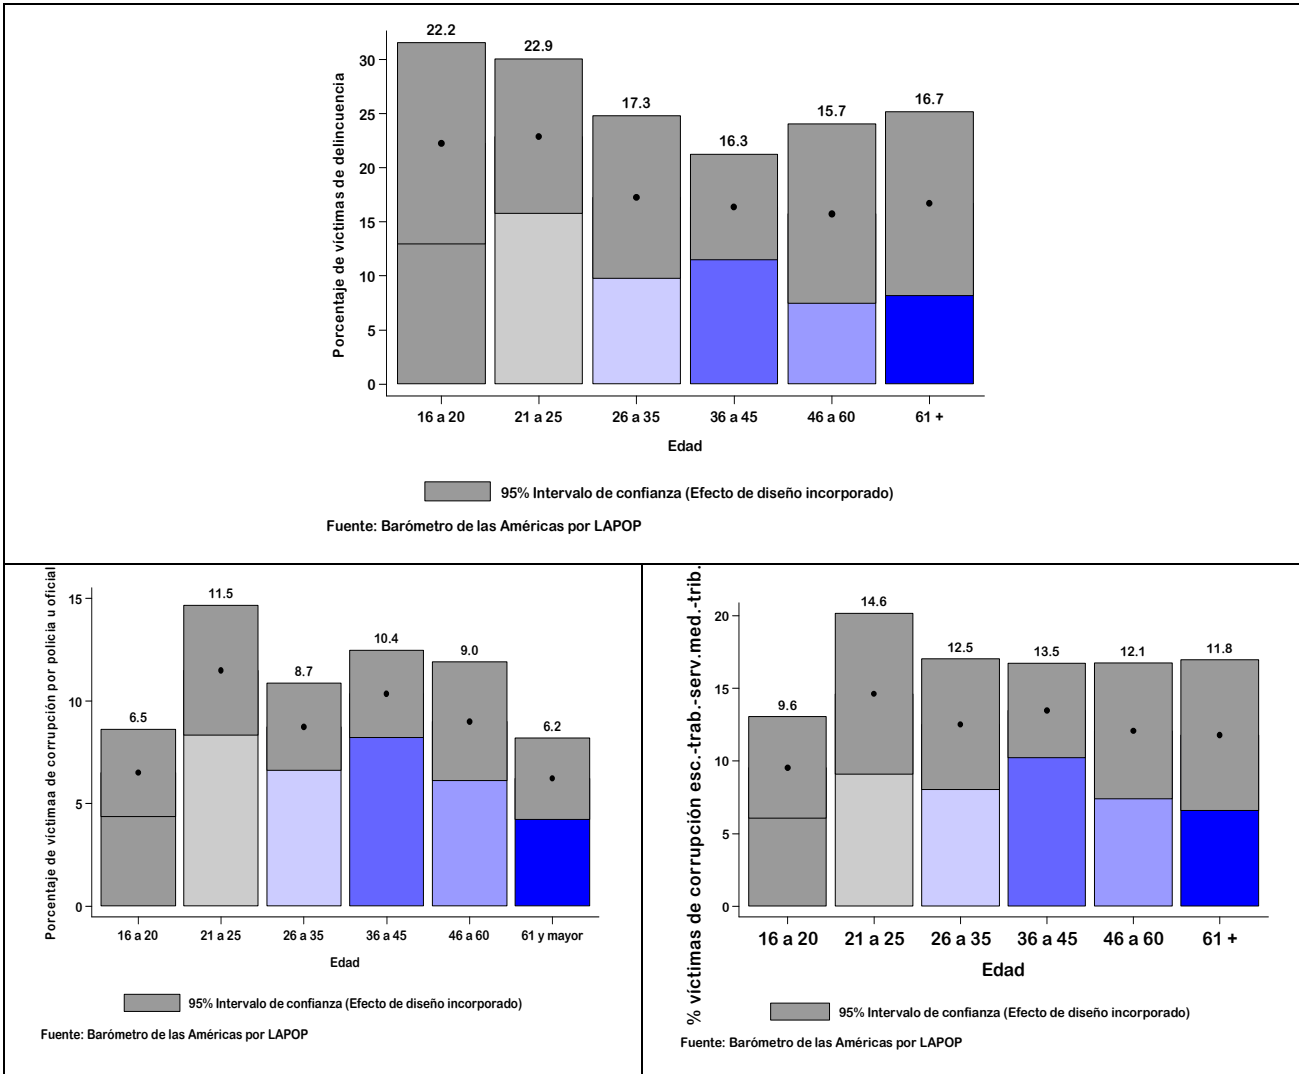 Porcentaje de víctimas de delincuencia
22.2
22.9
17.3
16.3
15.7
16.7
30
25
20
15
10
5
0
16 a 20
21 a 25
26 a 35
36 a 45
46 a 60
61 +
Edad
95% Intervalo de confianza (Efecto de diseño incorporado)
Fuente: Barómetro de las Américas por LAPOP
Porcentaje de víctimaa de corrupción por policia u oficial
6.5
11.5
8.7
10.4
9.0
6.2
15
10
5
0
16 a 20
21 a 25
26 a 35
36 a 45
46 a 60
61 y mayor
Edad
95% Intervalo de confianza (Efecto de diseño incorporado)
Fuente: Barómetro de las Américas por LAPOP
% víctimas de corrupción esc.-trab.-serv.med.-trib.
9.6
14.6
12.5
13.5
12.1
11.8
20
15
10
5
0
16 a 20
21 a 25
26 a 35
36 a 45
46 a 60
61 +
Edad
95% Intervalo de confianza (Efecto de diseño incorporado)
Fuente: Barómetro de las Américas por LAPOP